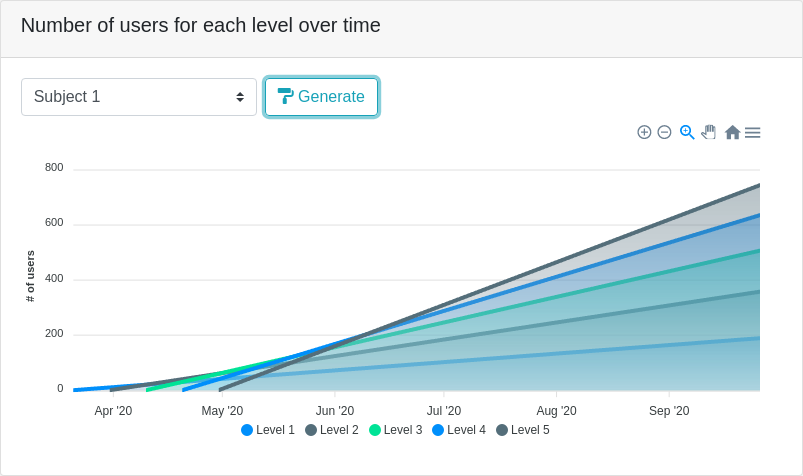 Number of users for each level over time
Subject 1
Generate
800
600
400
200
0
# of users
Apr '20 May '20 Jun '20 Jul '20 Aug '20 Sep '20
Level 1 Level 2 Level 3 Level 4 Level 5